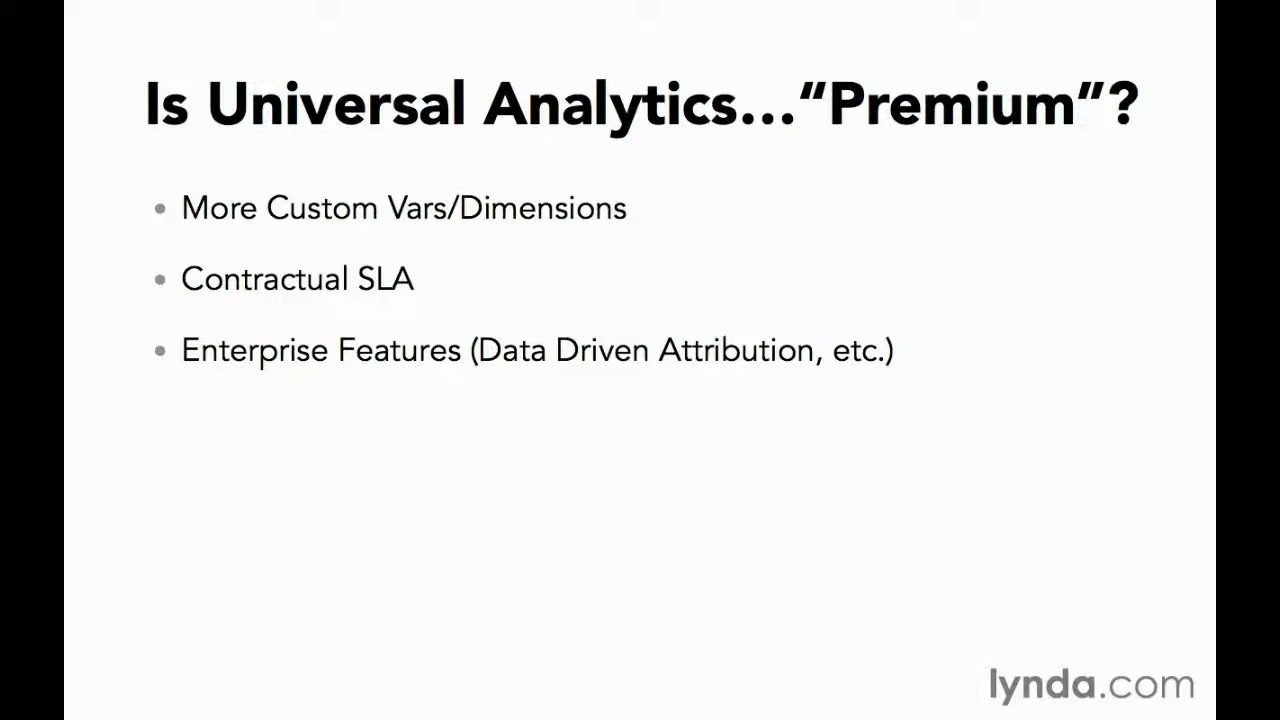 Is Universal Analytics…“Premium”?
• More Custom Vars/Dimensions
• Contractual SLA
• Enterprise Features (Data Driven Attribution, etc.)
lynda.com